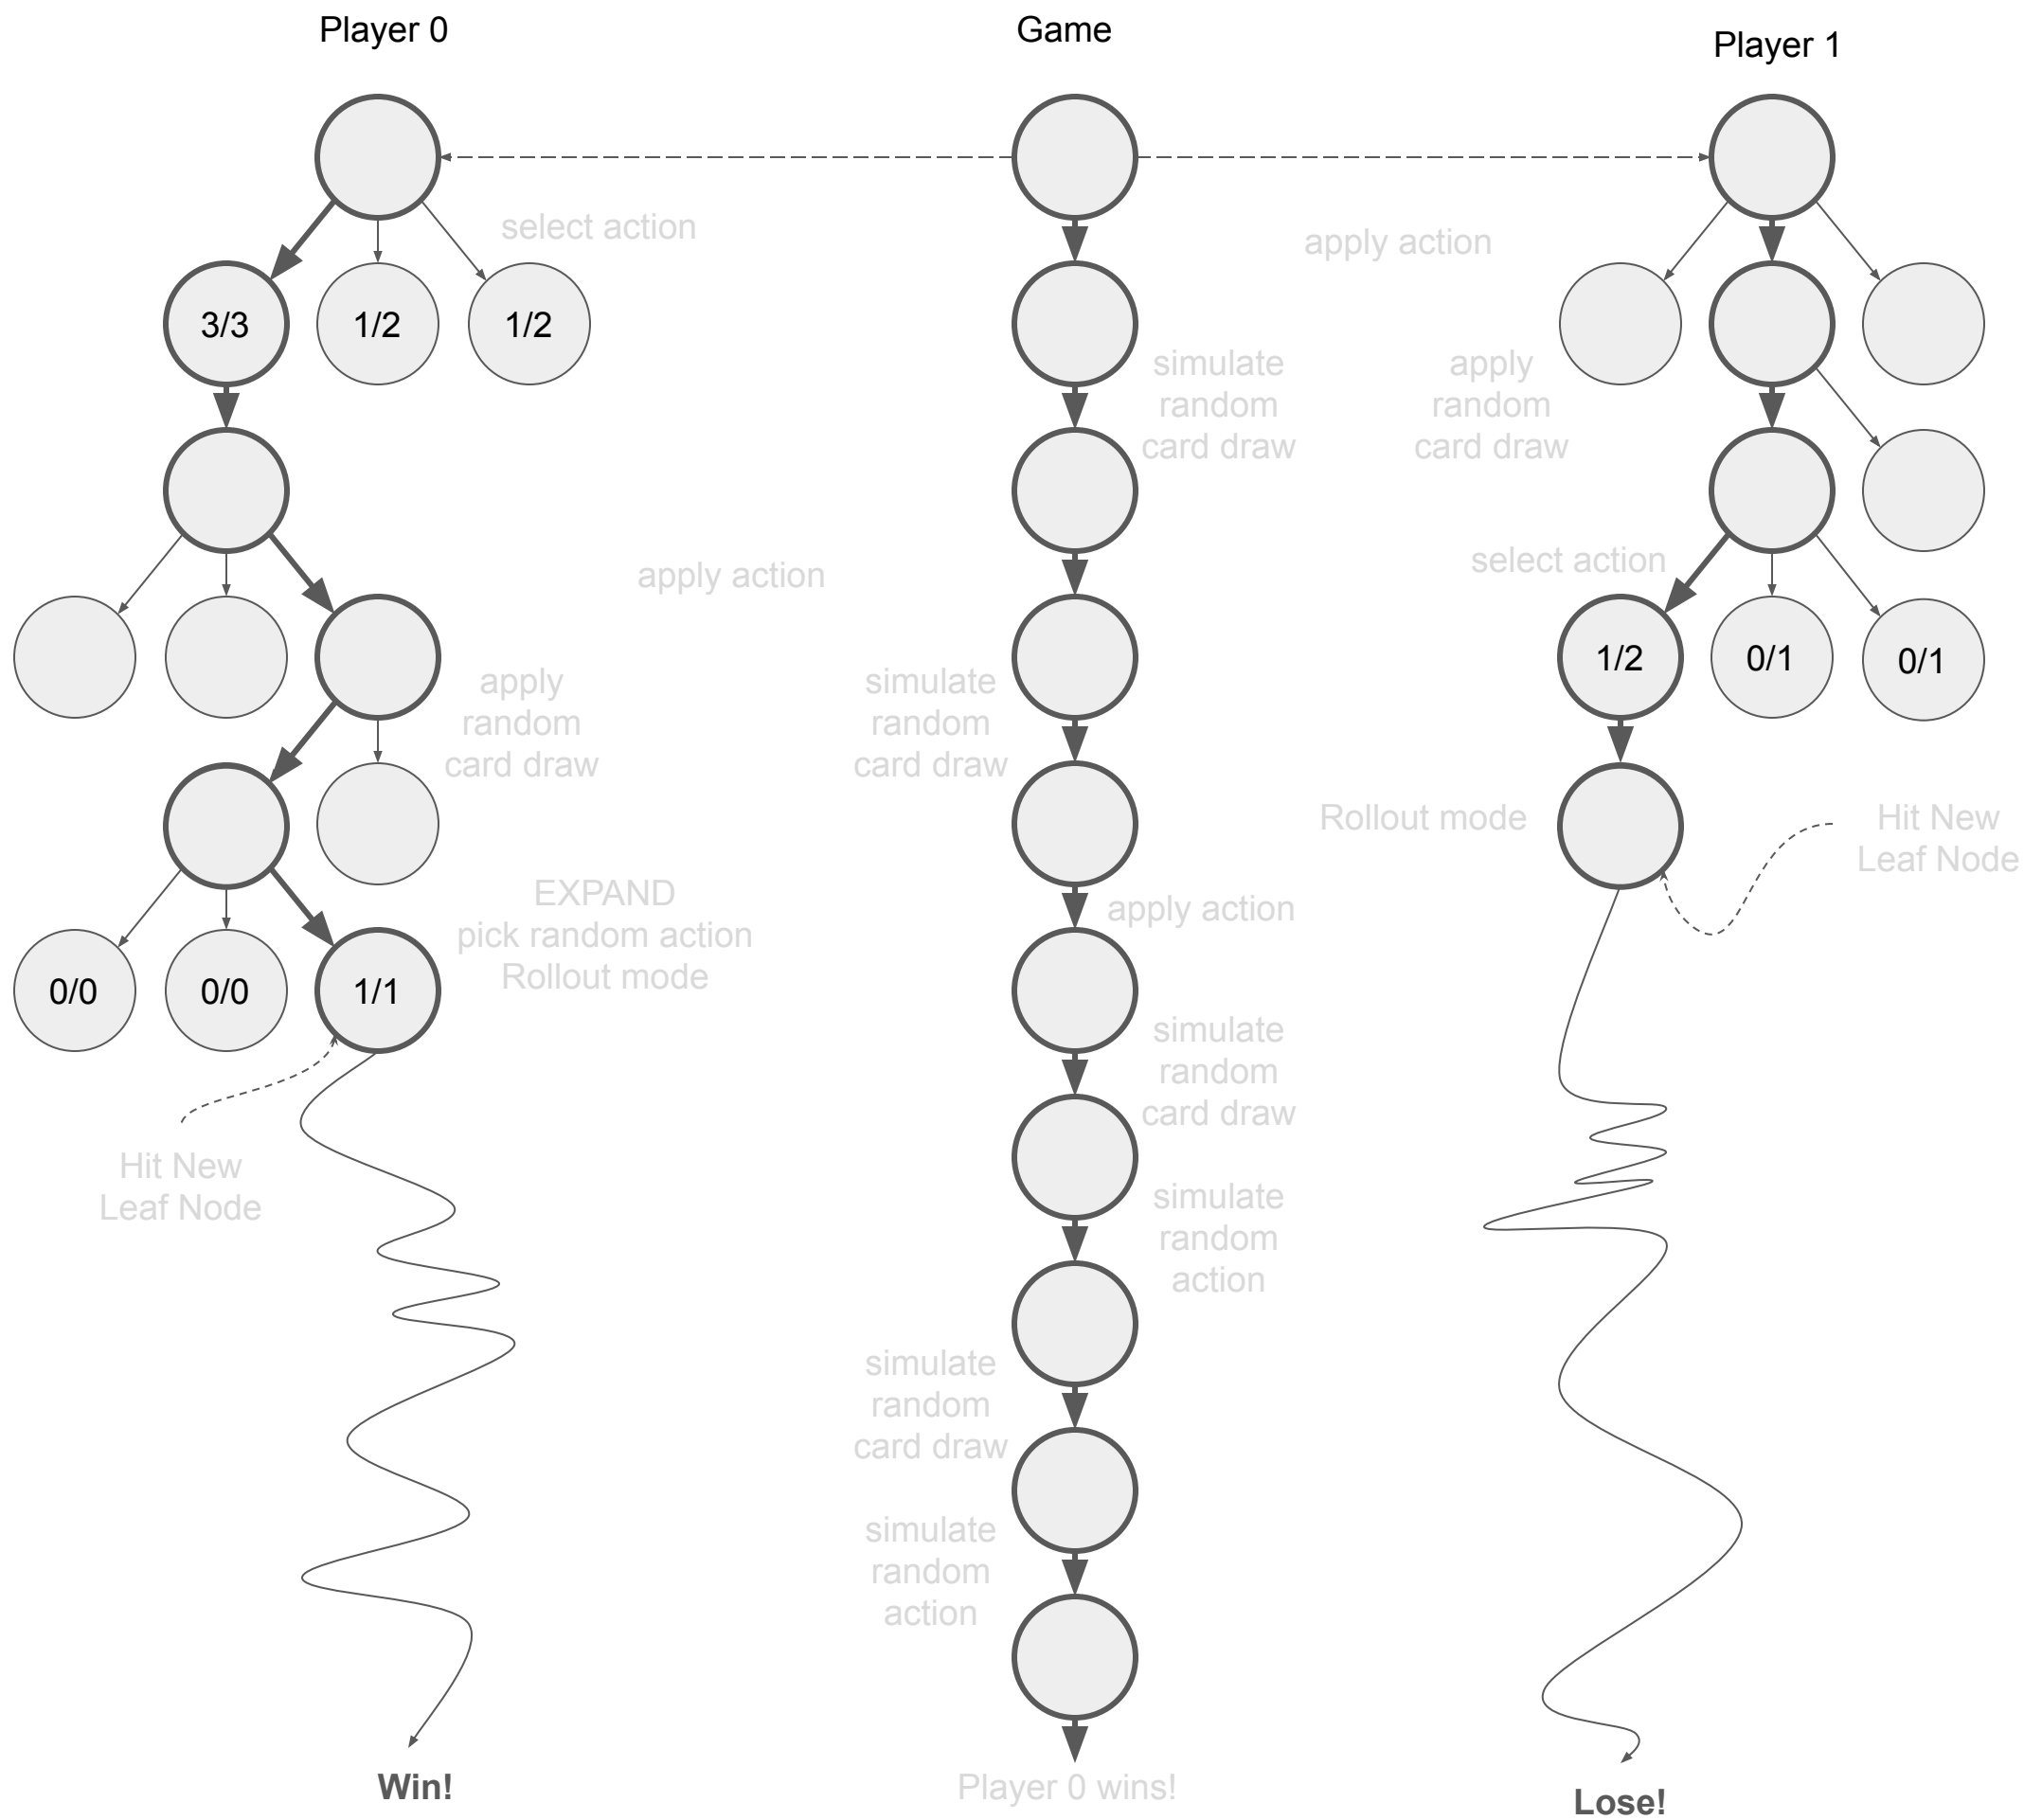 Player 0
Game
Player 1
select action
apply action
3/3
1/2
1/2
simulate
random
card draw
apply
random
card draw
apply action
select action
1/2
0/1
0/1
apply
random
card draw
simulate
random
card draw
Rollout mode
Hit New
Leaf Node
EXPAND
pick random action
Rollout mode
apply action
0/0
0/0
1/1
simulate
random
card draw
Hit New
Leaf Node
simulate
random
action
simulate
random
card draw
simulate
random
action
Win!
Player 0 wins!
Lose!